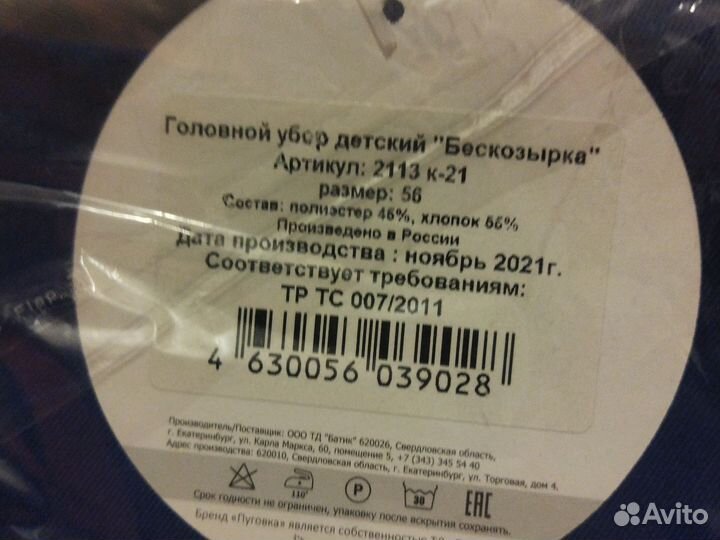 Головной убор детский "Бескозырка"
Артикул: 2113 к-21
размер: 56
Состав: полиэстер 45%, хлопок 55%
Произведено в России
Дата производства : ноябрь 2021г.
Соответствует требованиям:
ТР ТС 007/2011
4 630056 039028
Производитель/Поставщик: ООО ТД "Батик" 620026, Свердловская область,
г. Екатеринбург, ул. Карла Маркса, 60, помещение 5, +7 (343) 345 54 40
Адрес производства: 620010, Свердловская область, г. Екатеринбург, ул. Торговая, дом 4.
110° P 30 EAC
Срок годности не ограничен, упаковку после вскрытия сохранять.
Бренд «Пуговка» является собственностью
Avito